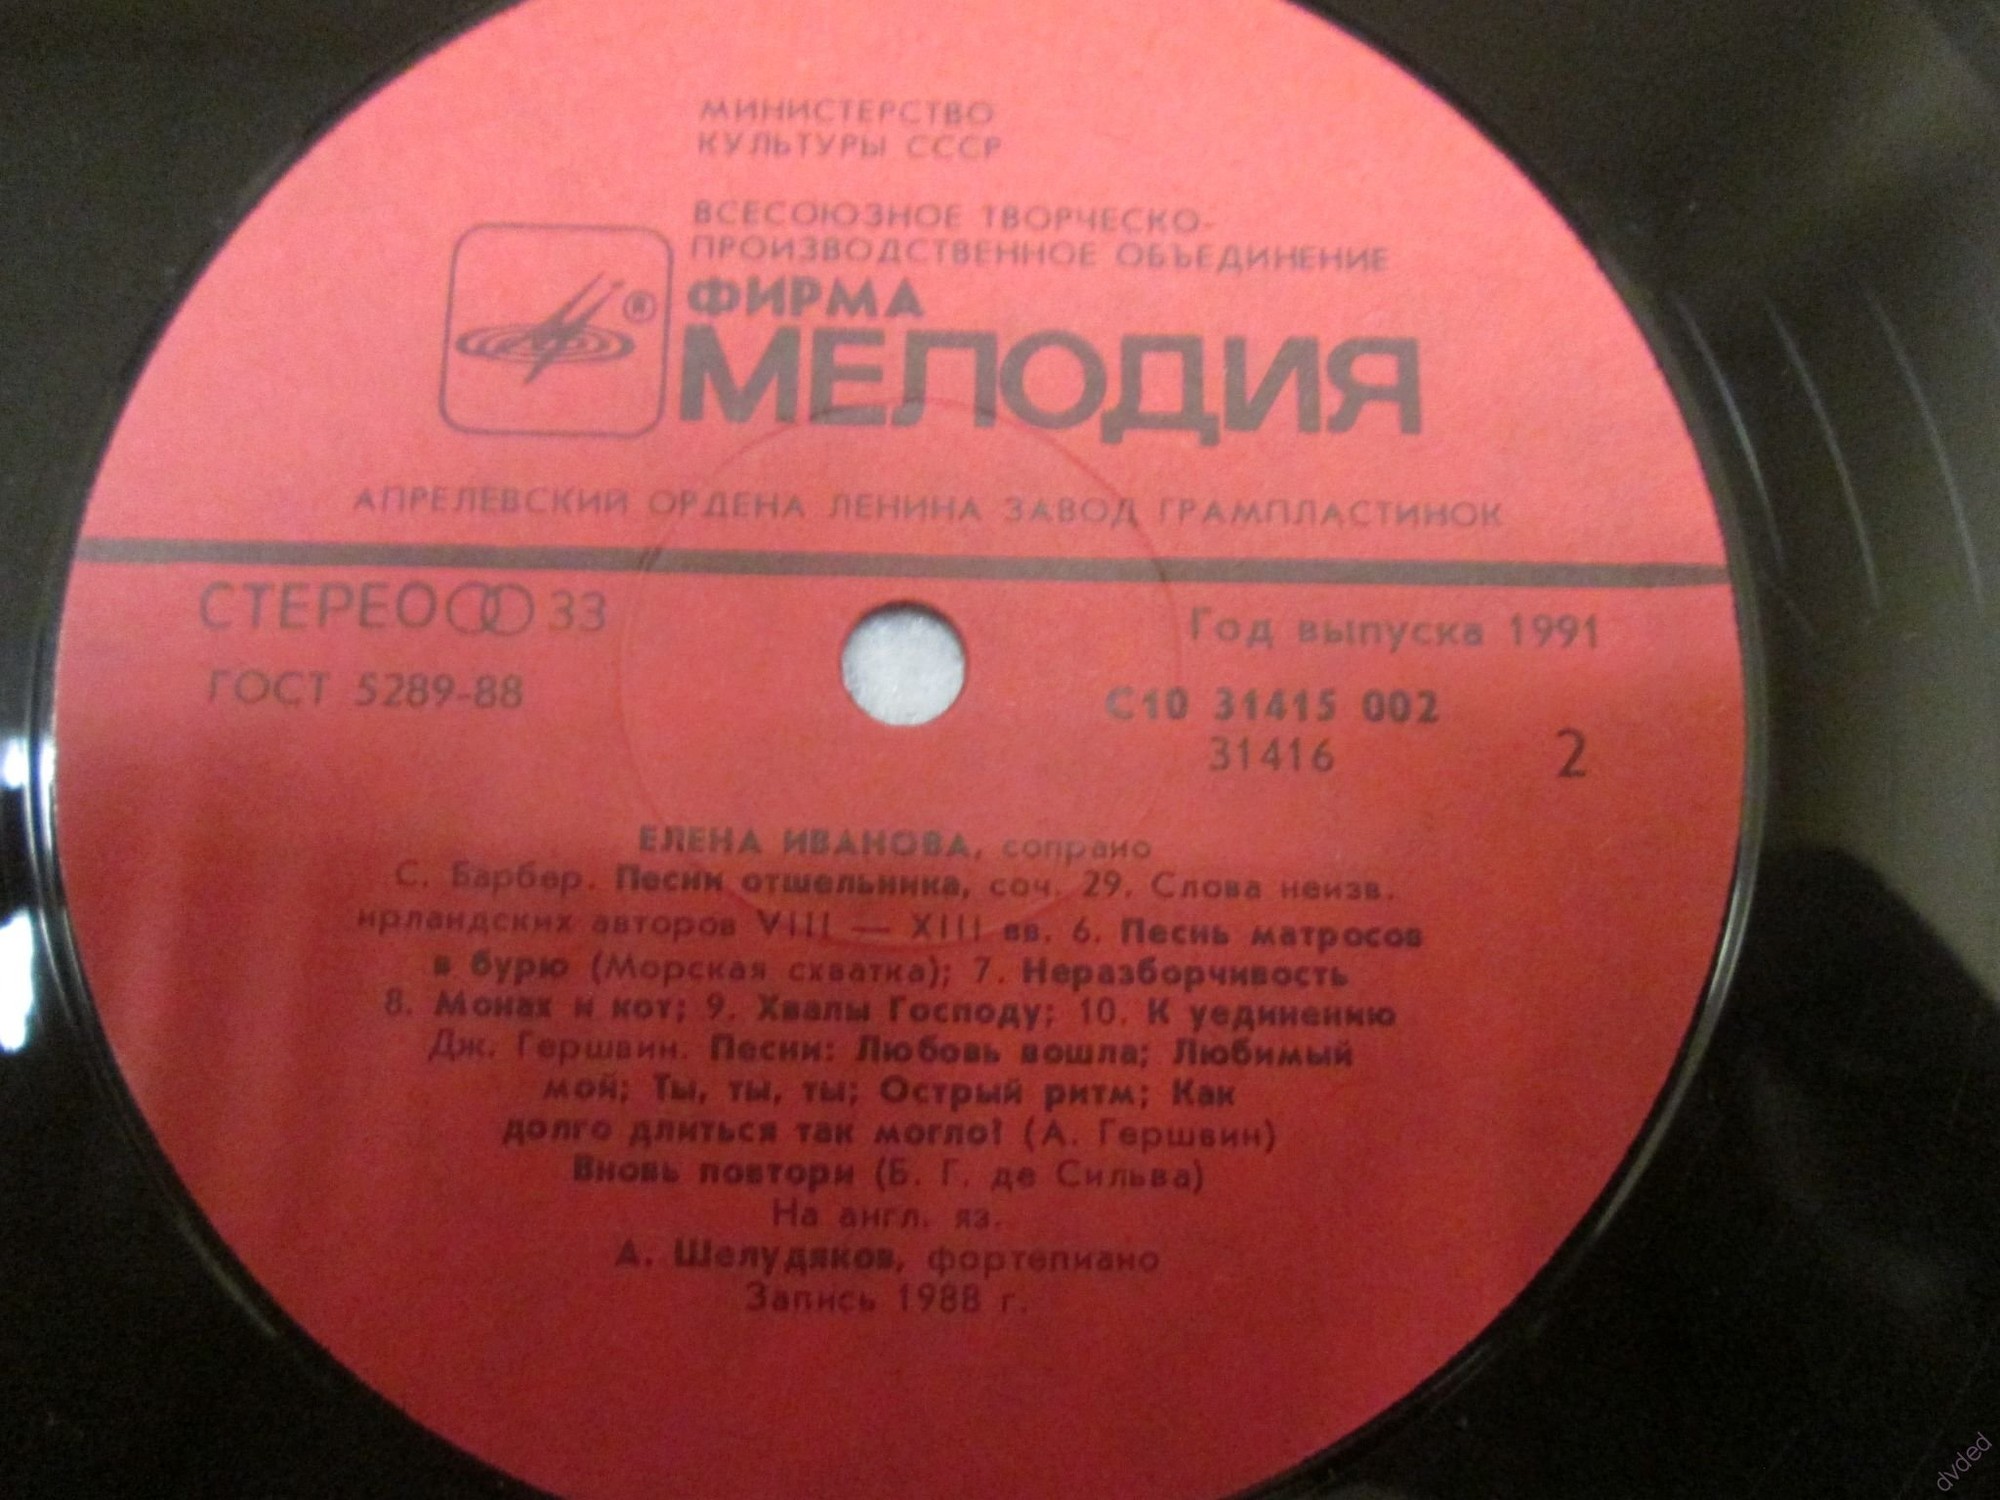 МИНИСТЕРСТВО
КУЛЬТУРЫ СССР
ВСЕСОЮЗНОЕ ТВОРЧЕСКО-
ПРОИЗВОДСТВЕННОЕ ОБЪЕДИНЕНИЕ
®
ФИРМА
МЕЛОДИЯ
АПРЕЛЕВСКИЙ ОРДЕНА ЛЕНИНА ЗАВОД ГРАМПЛАСТИНОК
СТЕРЕО 33
Год выпуска 1991
ГОСТ 5289-88
С10 31415 002
31416
2
ЕЛЕНА ИВАНОВА, сопрано
С. Барбер. Песни отшельника, соч. 29. Слова неизв.
ирландских авторов VIII — XIII вв. 6. Песнь матросов
в бурю (Морская схватка); 7. Неразборчивость
8. Монах и кот; 9. Хвалы Господу; 10. К уединению
Дж. Гершвин. Песни: Любовь вошла; Любимый
мой; Ты, ты, ты; Острый ритм; Как
долго длиться так могло! (А. Гершвин)
Вновь повтори (Б. Г. де Сильва)
На англ. яз.
А. Шелудяков, фортепиано
Запись 1988 г.
dvded